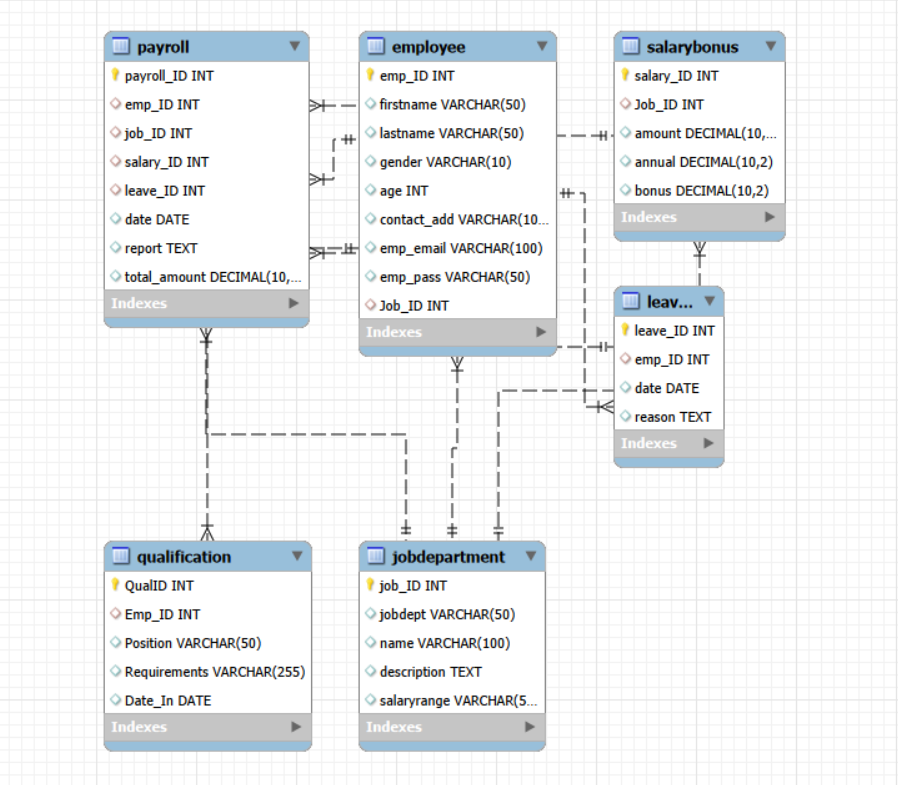 payroll
payroll_ID INT
emp_ID INT
job_ID INT
salary_ID INT
leave_ID INT
date DATE
report TEXT
total_amount DECIMAL(10,...
Indexes
employee
emp_ID INT
firstname VARCHAR(50)
lastname VARCHAR(50)
gender VARCHAR(10)
age INT
contact_add VARCHAR(10...
emp_email VARCHAR(100)
emp_pass VARCHAR(50)
Job_ID INT
Indexes
salarybonus
salary_ID INT
Job_ID INT
amount DECIMAL(10,...
annual DECIMAL(10,2)
bonus DECIMAL(10,2)
Indexes
leav...
leave_ID INT
emp_ID INT
date DATE
reason TEXT
Indexes
qualification
QualID INT
Emp_ID INT
Position VARCHAR(50)
Requirements VARCHAR(255)
Date_In DATE
Indexes
jobdepartment
job_ID INT
jobdept VARCHAR(50)
name VARCHAR(100)
description TEXT
salaryrange VARCHAR(5...
Indexes